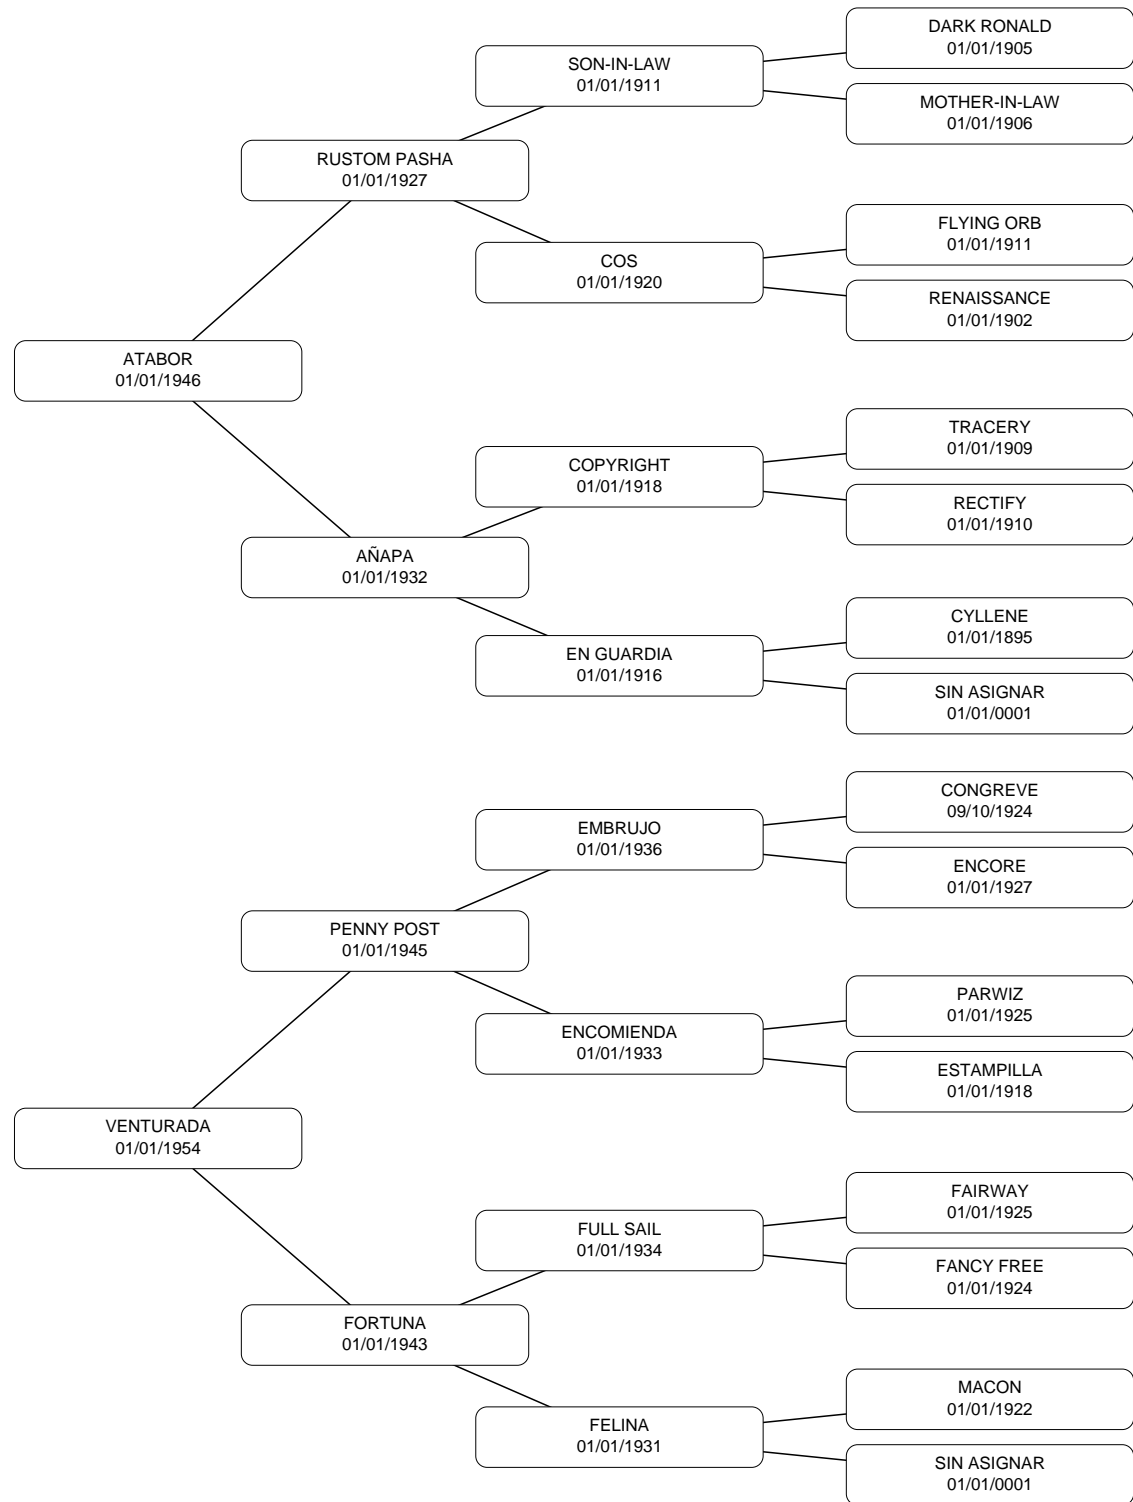 DARK RONALD
01/01/1905
SON-IN-LAW
01/01/1911
MOTHER-IN-LAW
01/01/1906
RUSTOM PASHA
01/01/1927
FLYING ORB
01/01/1911
COS
01/01/1920
RENAISSANCE
01/01/1902
ATABOR
01/01/1946
TRACERY
01/01/1909
COPYRIGHT
01/01/1918
RECTIFY
01/01/1910
AÑAPA
01/01/1932
CYLLENE
01/01/1895
EN GUARDIA
01/01/1916
SIN ASIGNAR
01/01/0001
CONGREVE
09/10/1924
EMBRUJO
01/01/1936
ENCORE
01/01/1927
PENNY POST
01/01/1945
PARWIZ
01/01/1925
ENCOMIENDA
01/01/1933
ESTAMPILLA
01/01/1918
VENTURADA
01/01/1954
FAIRWAY
01/01/1925
FULL SAIL
01/01/1934
FANCY FREE
01/01/1924
FORTUNA
01/01/1943
MACON
01/01/1922
FELINA
01/01/1931
SIN ASIGNAR
01/01/0001